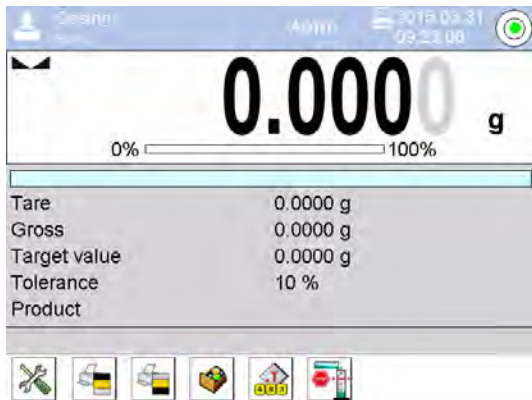 Admin
2015.03.31
09:23:06
0.0000 g
0% 100%
Tare 0.0000 g
Gross 0.0000 g
Target value 0.0000 g
Tolerance 10 %
Product